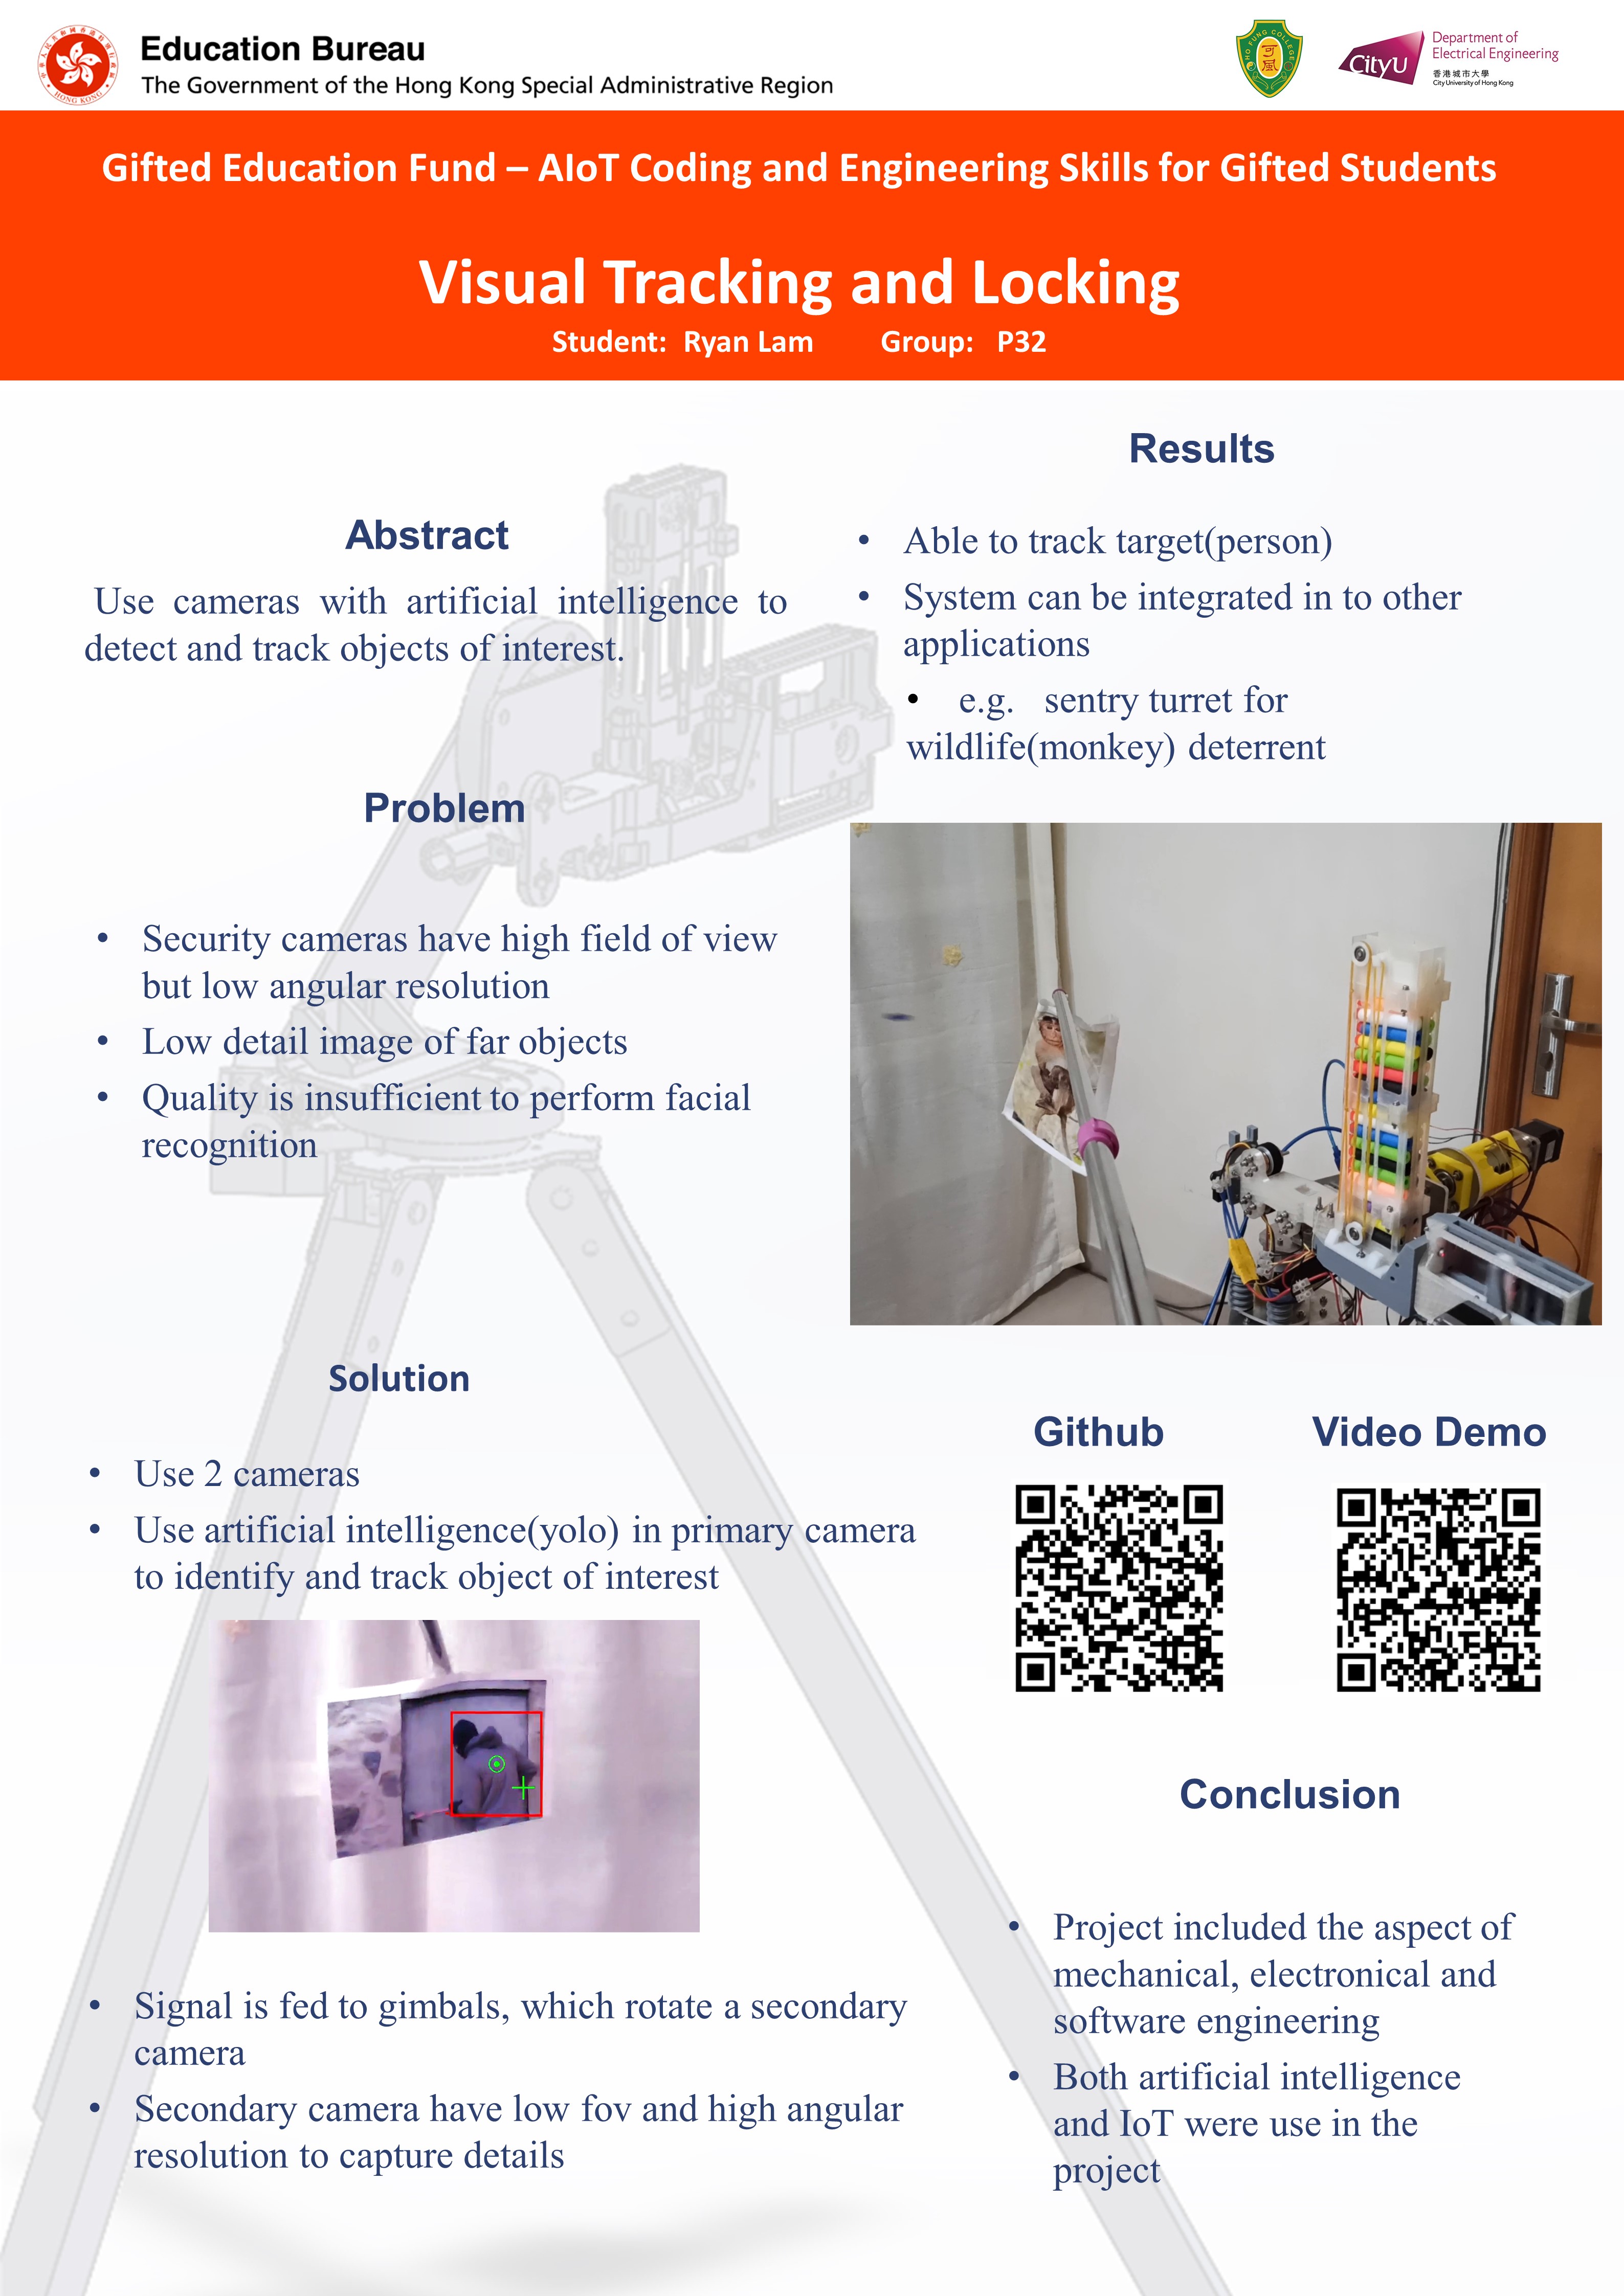 Education Bureau
The Government of the Hong Kong Special Administrative Region
HO FUNG COLLEGE
可風
CityU
Department of
Electrical Engineering
香港城市大學
City University of Hong Kong
HONG KONG
Gifted Education Fund – AIoT Coding and Engineering Skills for Gifted Students
Visual Tracking and Locking
Student: Ryan Lam Group: P32
Abstract
Use cameras with artificial intelligence to
detect and track objects of interest.
Problem
• Security cameras have high field of view
but low angular resolution
• Low detail image of far objects
• Quality is insufficient to perform facial
recognition
Solution
• Use 2 cameras
• Use artificial intelligence(yolo) in primary camera
to identify and track object of interest
• Signal is fed to gimbals, which rotate a secondary
camera
• Secondary camera have low fov and high angular
resolution to capture details
Results
• Able to track target(person)
• System can be integrated in to other
applications
• e.g. sentry turret for
wildlife(monkey) deterrent
Github
Video Demo
Conclusion
• Project included the aspect of
mechanical, electronical and
software engineering
• Both artificial intelligence
and IoT were use in the
project